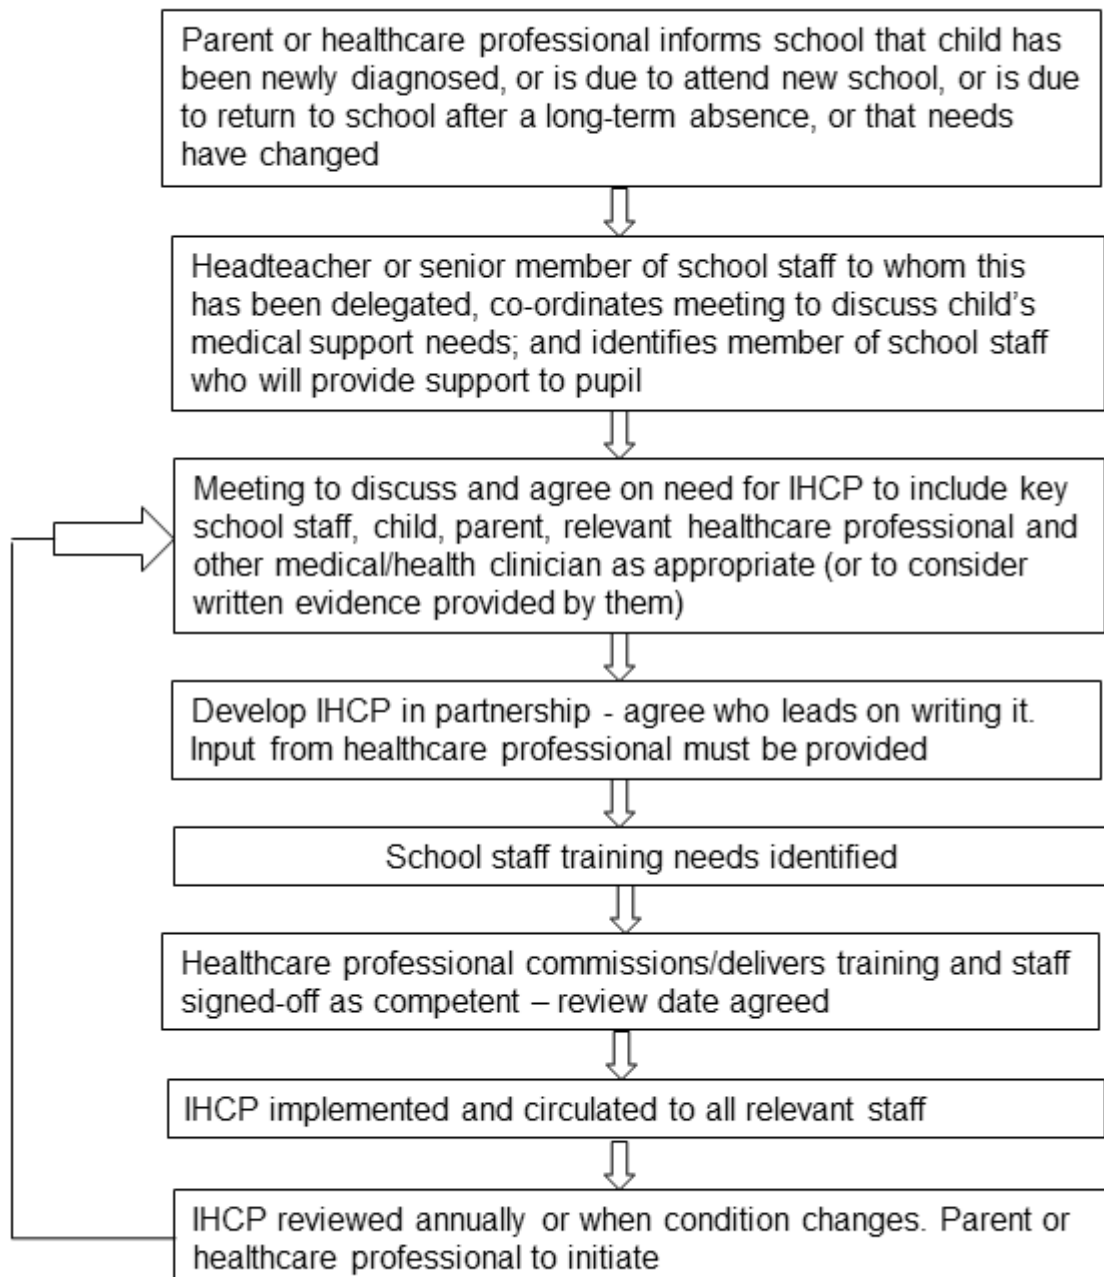 Parent or healthcare professional informs school that child has
been newly diagnosed, or is due to attend new school, or is due
to return to school after a long-term absence, or that needs
have changed
Headteacher or senior member of school staff to whom this
has been delegated, co-ordinates meeting to discuss child’s
medical support needs; and identifies member of school staff
who will provide support to pupil
Meeting to discuss and agree on need for IHCP to include key
school staff, child, parent, relevant healthcare professional and
other medical/health clinician as appropriate (or to consider
written evidence provided by them)
Develop IHCP in partnership - agree who leads on writing it.
Input from healthcare professional must be provided
School staff training needs identified
Healthcare professional commissions/delivers training and staff
signed-off as competent – review date agreed
IHCP implemented and circulated to all relevant staff
IHCP reviewed annually or when condition changes. Parent or
healthcare professional to initiate